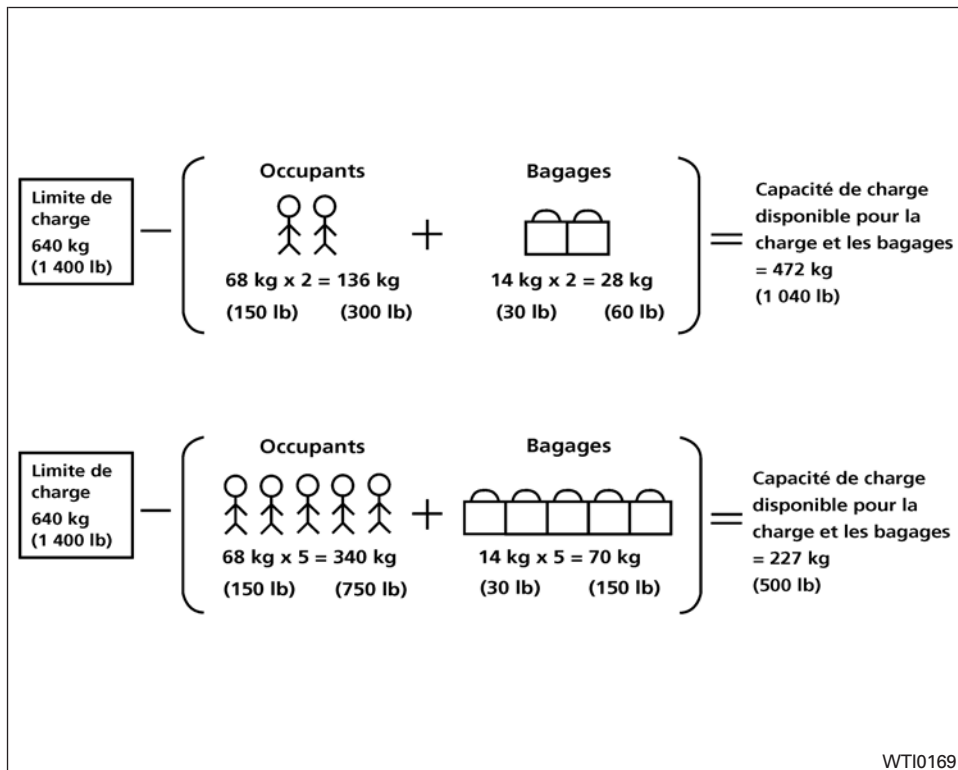 Occupants
Bagages
Limite de
charge
640 kg
(1 400 lb)
68 kg x 2 = 136 kg
(150 lb) (300 lb)
14 kg x 2 = 28 kg
(30 lb) (60 lb)
Capacité de charge
disponible pour la
charge et les bagages
= 472 kg
(1 040 lb)
Occupants
Bagages
Limite de
charge
640 kg
(1 400 lb)
68 kg x 5 = 340 kg
(150 lb) (750 lb)
14 kg x 5 = 70 kg
(30 lb) (150 lb)
Capacité de charge
disponible pour la
charge et les bagages
= 227 kg
(500 lb)
WTI0169